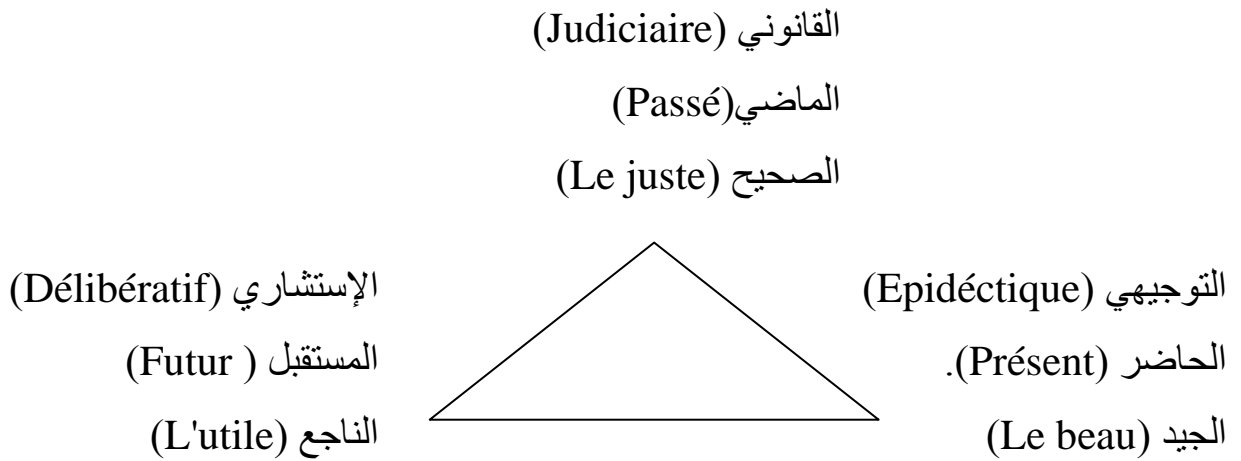 القانوني (Judiciaire)
الماضي(Passé)
الصحيح (Le juste)
التوجيهي (Epidéctique)
الحاضر (Présent).
الجيد (Le beau)
الإستشاري (Délibératif)
المستقبل (Futur )
الناجع (L'utile)